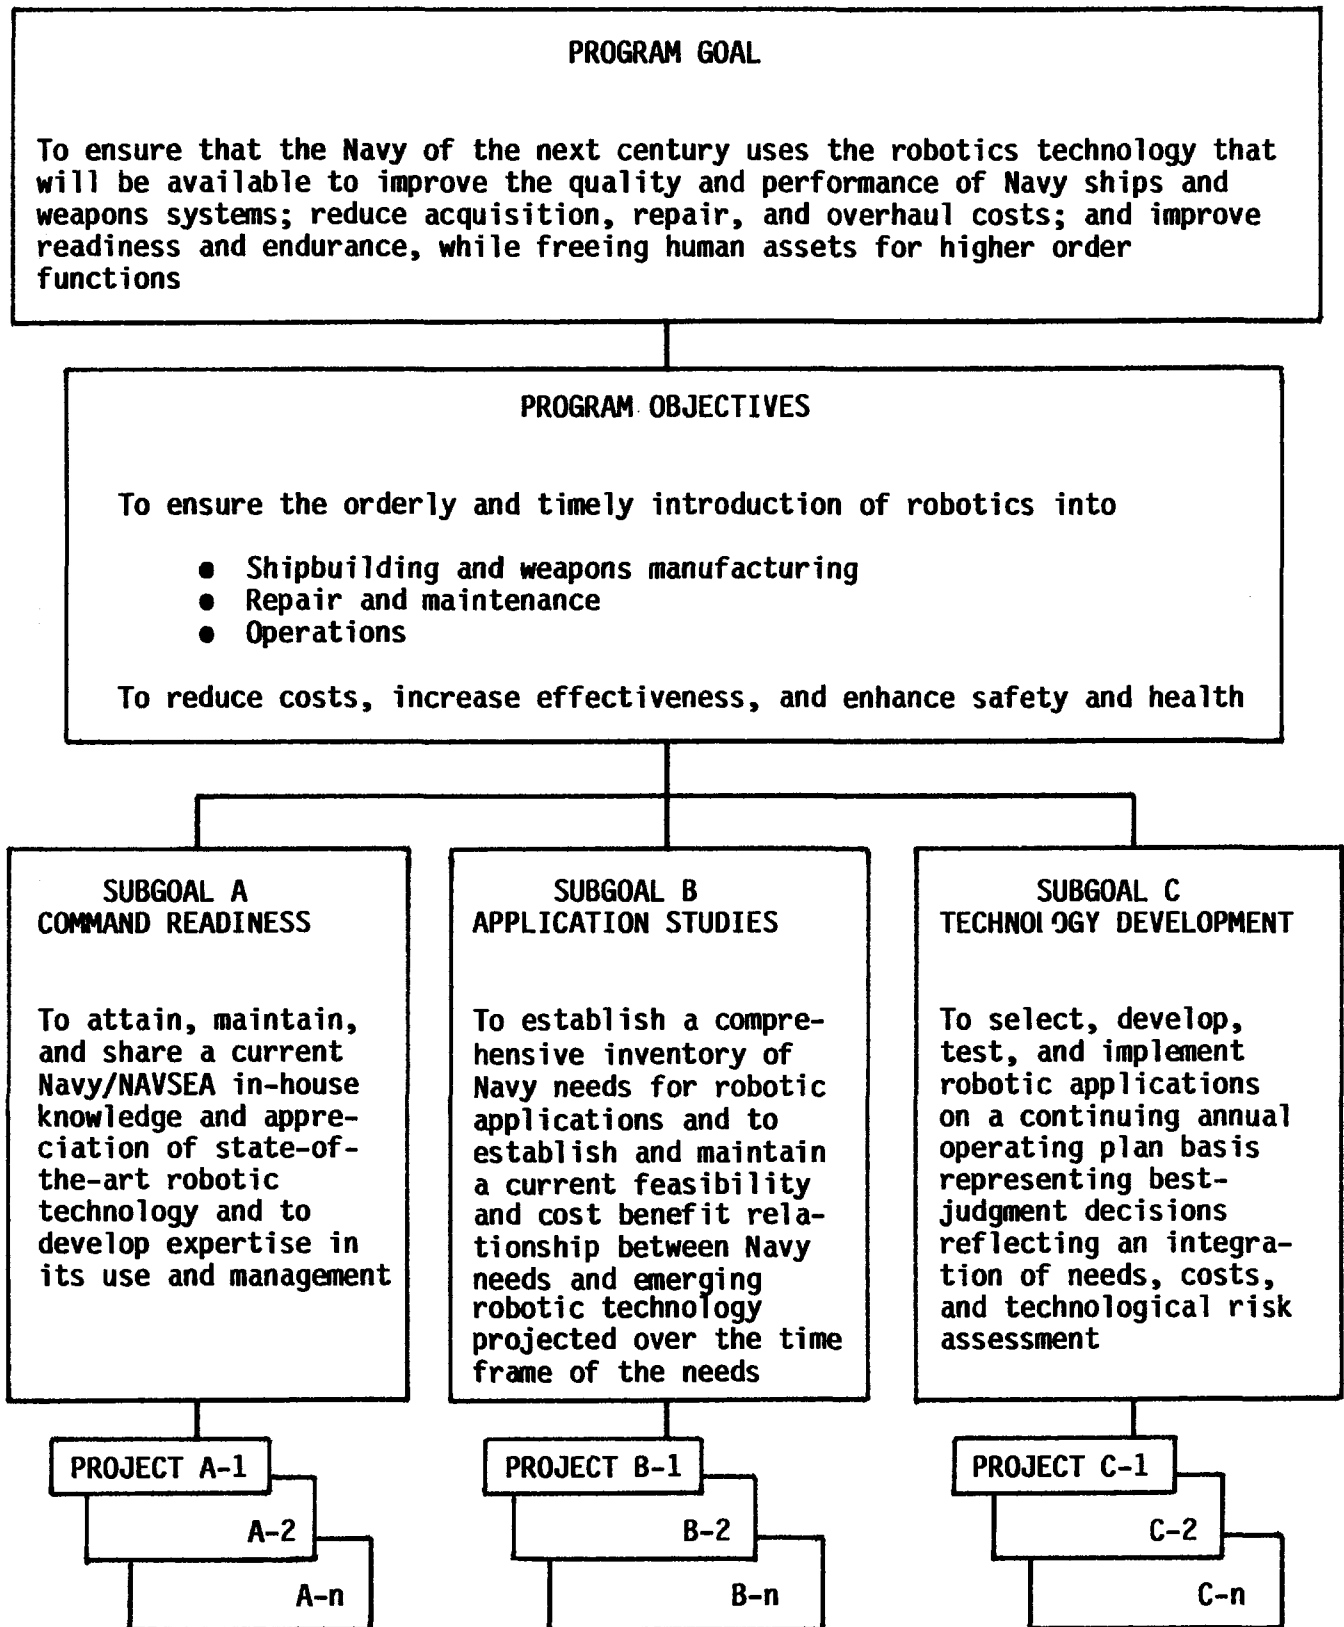 PROGRAM GOAL
To ensure that the Navy of the next century uses the robotics technology that
will be available to improve the quality and performance of Navy ships and
weapons systems; reduce acquisition, repair, and overhaul costs; and improve
readiness and endurance, while freeing human assets for higher order
functions
PROGRAM OBJECTIVES
To ensure the orderly and timely introduction of robotics into
● Shipbuilding and weapons manufacturing
● Repair and maintenance
● Operations
To reduce costs, increase effectiveness, and enhance safety and health
SUBGOAL A
COMMAND READINESS
To attain, maintain,
and share a current
Navy/NAVSEA in-house
knowledge and appre-
ciation of state-of-
the-art robotic
technology and to
develop expertise in
its use and management
PROJECT A-1
A-2
A-n
SUBGOAL B
APPLICATION STUDIES
To establish a compre-
hensive inventory of
Navy needs for robotic
applications and to
establish and maintain
a current feasibility
and cost benefit rela-
tionship between Navy
needs and emerging
robotic technology
projected over the time
frame of the needs
PROJECT B-1
B-2
B-n
SUBGOAL C
TECHNOLOGY DEVELOPMENT
To select, develop,
test, and implement
robotic applications
on a continuing annual
operating plan basis
representing best-
judgment decisions
reflecting an integra-
tion of needs, costs,
and technological risk
assessment
PROJECT C-1
C-2
C-n